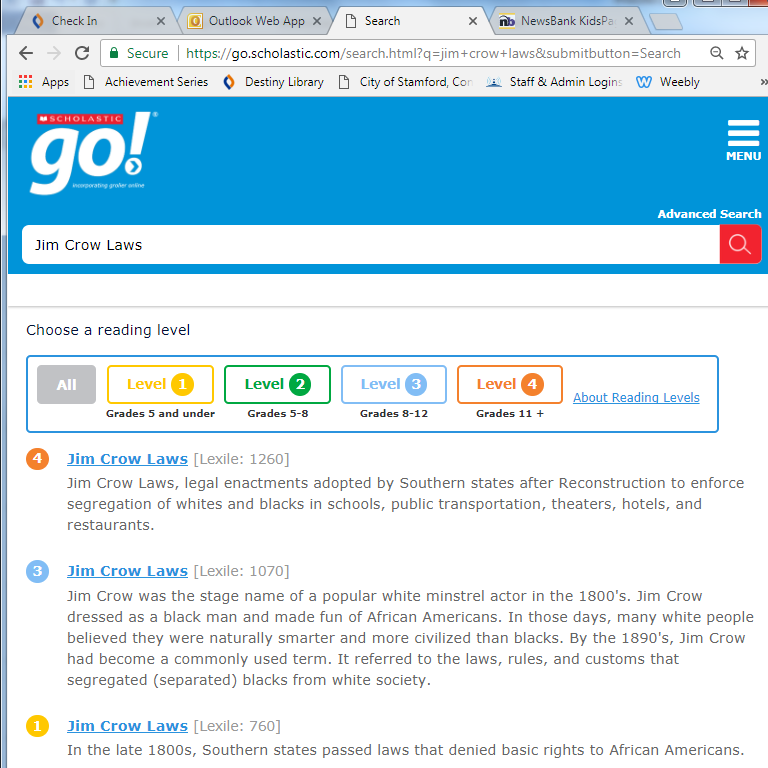 Check In
Outlook Web App
Search
NewsBank KidsPa
Secure
https://go.scholastic.com/search.html?q=jim+crow+laws&submitbutton=Search
Apps
Achievement Series
Destiny Library
City of Stamford, Con
Staff & Admin Logins
Weebly
»
SCHOLASTIC
go!
incorporating grolier online
MENU
Advanced Search
Jim Crow Laws
Choose a reading level
All
Level 1
Level 2
Level 3
Level 4
About Reading Levels
Grades 5 and under
Grades 5-8
Grades 8-12
Grades 11 +
4 Jim Crow Laws [Lexile: 1260]
Jim Crow Laws, legal enactments adopted by Southern states after Reconstruction to enforce
segregation of whites and blacks in schools, public transportation, theaters, hotels, and
restaurants.
3 Jim Crow Laws [Lexile: 1070]
Jim Crow was the stage name of a popular white minstrel actor in the 1800's. Jim Crow
dressed as a black man and made fun of African Americans. In those days, many white people
believed they were naturally smarter and more civilized than blacks. By the 1890's, Jim Crow
had become a commonly used term. It referred to the laws, rules, and customs that
segregated (separated) blacks from white society.
1 Jim Crow Laws [Lexile: 760]
In the late 1800s, Southern states passed laws that denied basic rights to African Americans.